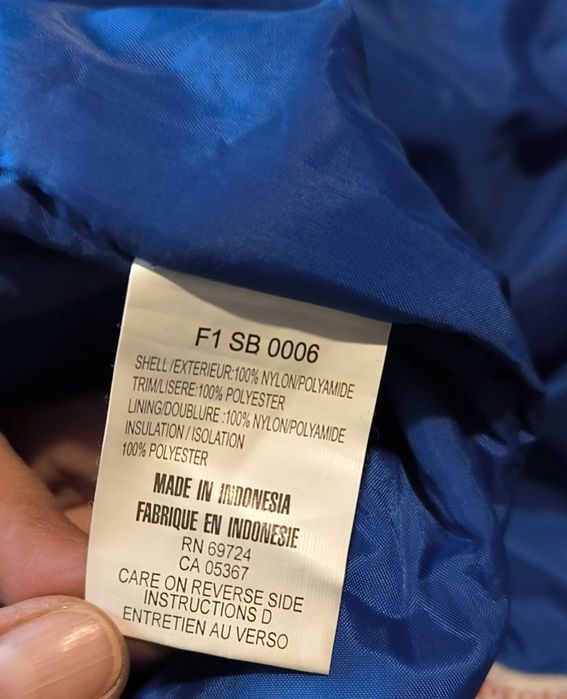 F1 SB 0006
SHELL/EXTERIEUR:100% NYLON/POLYAMIDE
TRIM/LISERE:100% POLYESTER
LINING/DOUBLURE :100% NYLON/POLYAMIDE
INSULATION / ISOLATION
100% POLYESTER
MADE IN INDONESIA
FABRIQUE EN INDONESIE
RN 69724
CA 05367
CARE ON REVERSE SIDE
INSTRUCTIONS D
ENTRETIEN AU VERSO